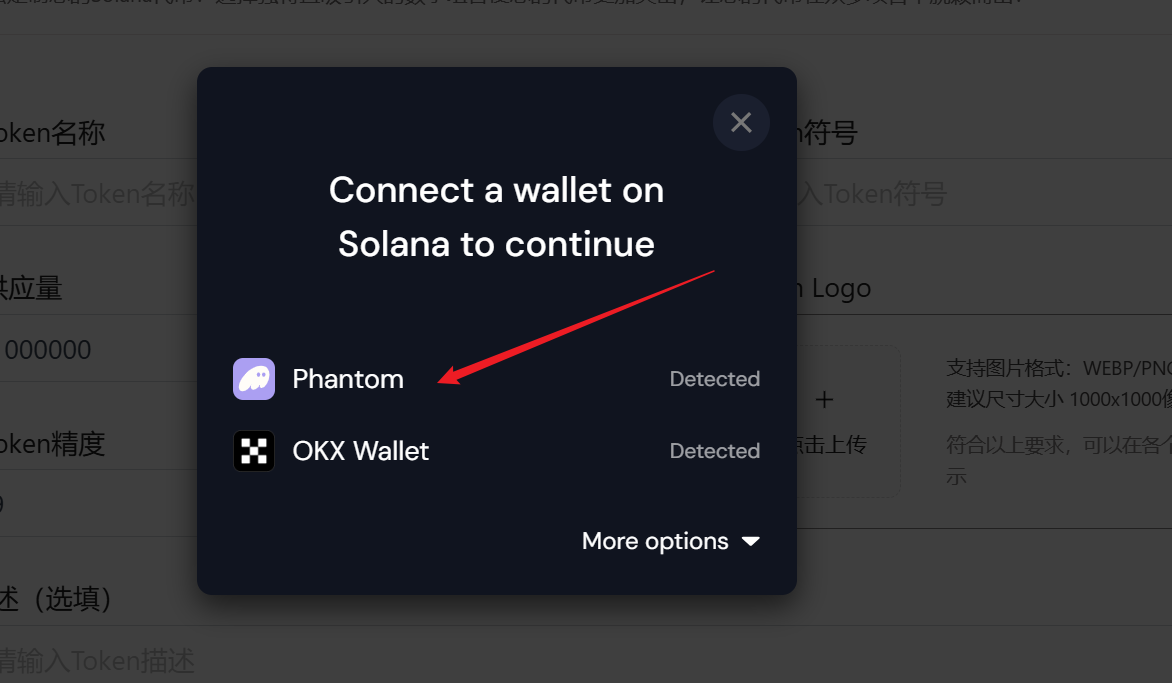 oken名称
符号
请输入Token名称
入Token符号
Connect a wallet on
Solana to continue
供应量
Logo
000000
Phantom
Detected
支持图片格式：WEBP/PNG
建议尺寸大小 1000x1000像
点击上传
oken精度
OKX Wallet
Detected
符合以上要求，可以在各个
示
9
More options
述（选填）
请输入Token描述